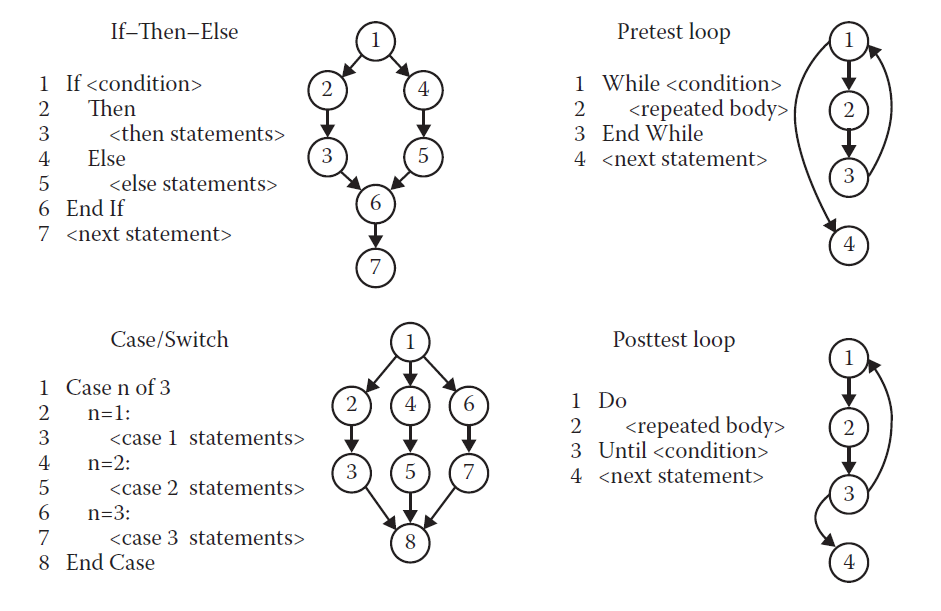 If–Then–Else
1 If <condition>
2 Then
3 <then statements>
4 Else
5 <else statements>
6 End If
7 <next statement>
1
2
4
3
5
6
7
Pretest loop
1 While <condition>
2 <repeated body>
3 End While
4 <next statement>
1
2
3
4
Case/Switch
1 Case n of 3
2 n=1:
3 <case 1 statements>
4 n=2:
5 <case 2 statements>
6 n=3:
7 <case 3 statements>
8 End Case
1
2
4
6
3
5
7
8
Posttest loop
1 Do
2 <repeated body>
3 Until <condition>
4 <next statement>
1
2
3
4